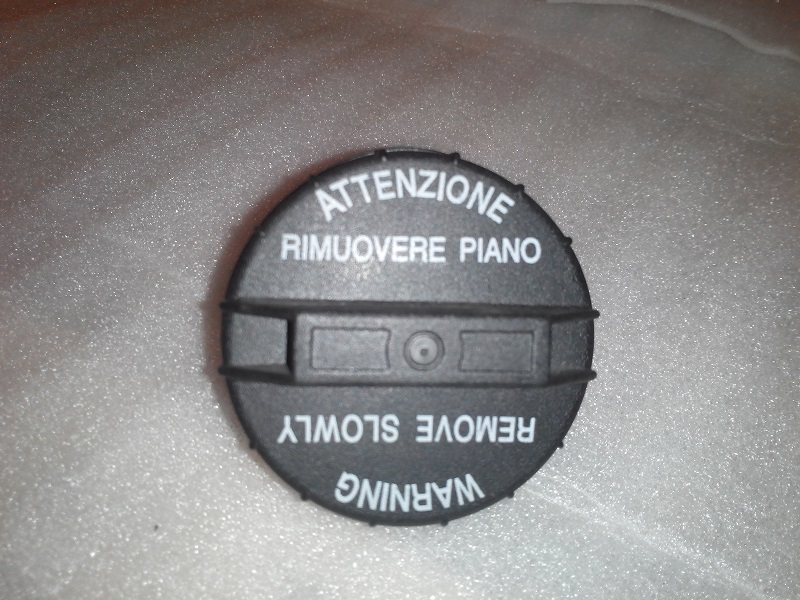 ATTENZIONE
RIMUOVERE PIANO
WARNING
REMOVE SLOWLY